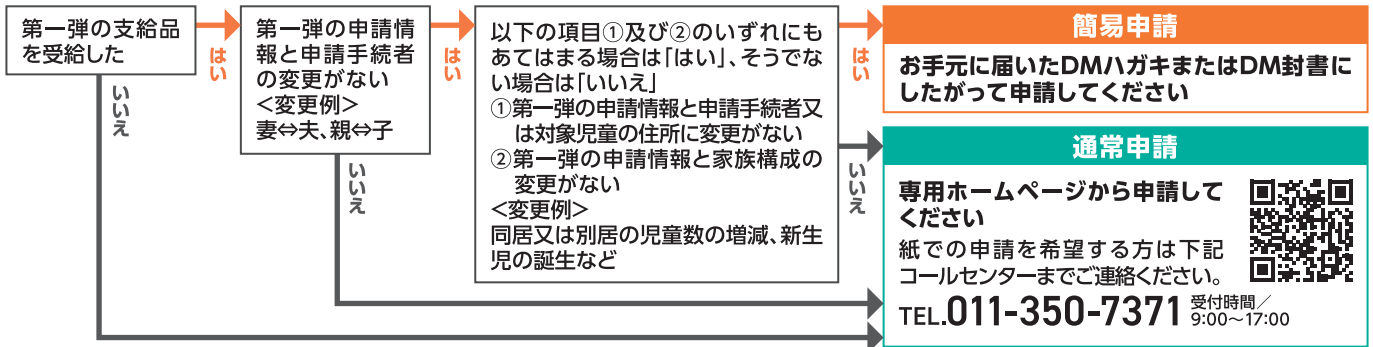 第一弾の支給品
を受給した
はい
いいえ
第一弾の申請情
報と申請手続者
の変更がない
<変更例>
妻⇔夫、親⇔子
はい
いいえ
以下の項目①及び②のいずれにも
あてはまる場合は「はい」、そうでな
い場合は「いいえ」
①第一弾の申請情報と申請手続者又
は対象児童の住所に変更がない
②第一弾の申請情報と家族構成の
変更がない
<変更例>
同居又は別居の児童数の増減、新生
児の誕生など
はい
いいえ
簡易申請
お手元に届いたDMハガキまたはDM封書に
したがって申請してください
通常申請
専用ホームページから申請して
ください
紙での申請を希望する方は下記
コールセンターまでご連絡ください。
TEL.011-350-7371 受付時間/
9:00~17:00